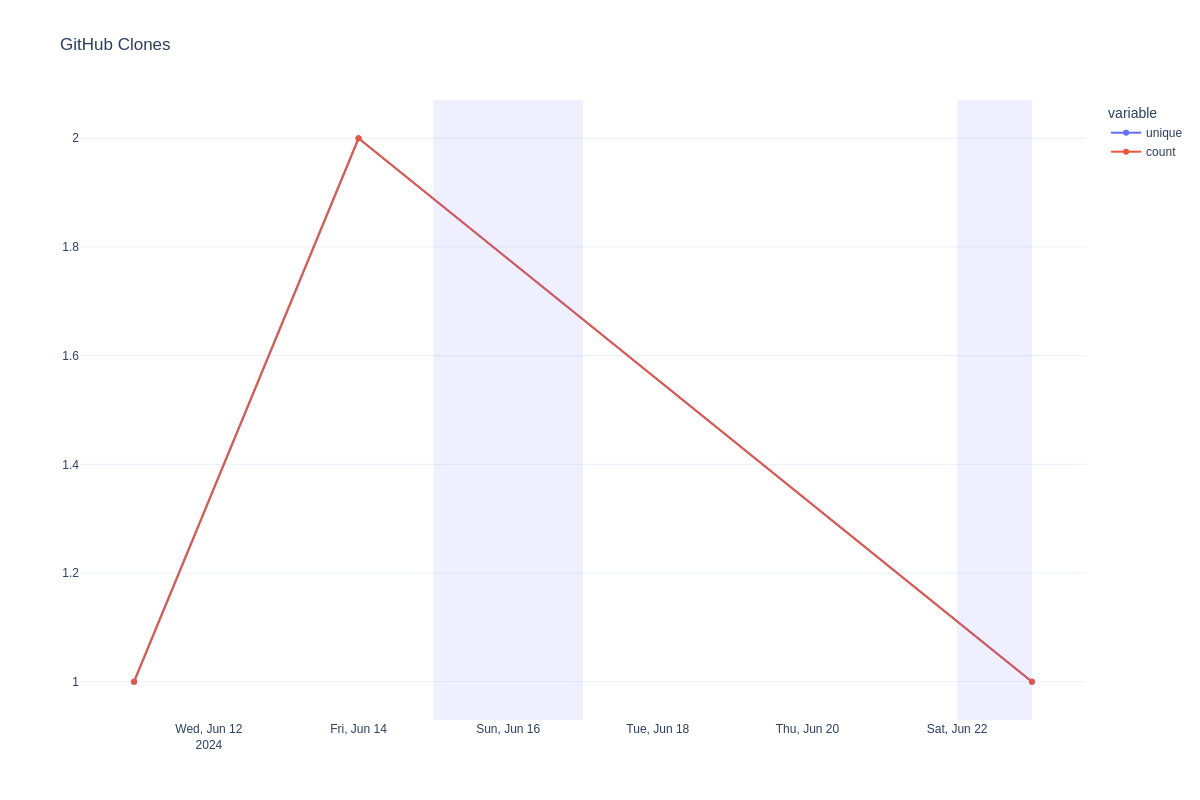 GitHub Clones
variable
unique
count
2
1.8
1.6
1.4
1.2
1
Wed, Jun 12
2024
Fri, Jun 14
Sun, Jun 16
Tue, Jun 18
Thu, Jun 20
Sat, Jun 22